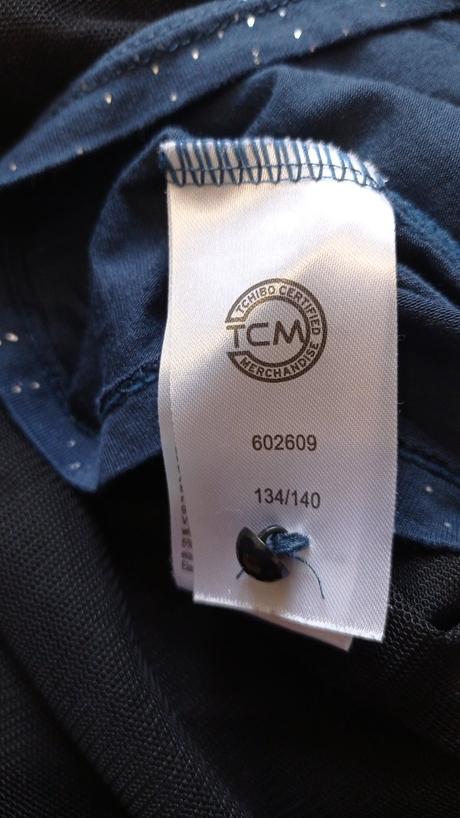 TCHIBO CERTIFIED
TCM
MERCHANDISE
602609
134/140